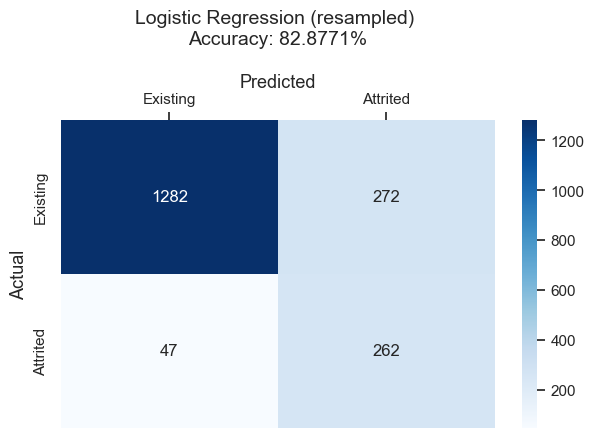 Logistic Regression (resampled)
Accuracy: 82.8771%
Predicted
Existing Attrited
Actual
Existing
1282 272
Attrited
47 262
1200
1000
800
600
400
200